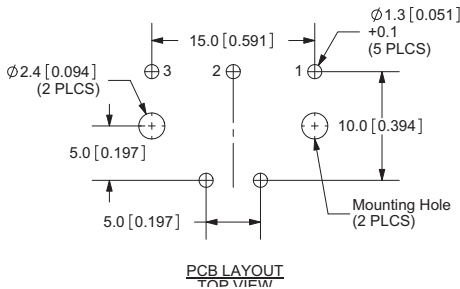 Ø1.3 [0.051]
+0.1
(5 PLCS)
15.0 [0.591]
Ø2.4 [0.094]
(2 PLCS)
3
2
1
10.0 [0.394]
5.0 [0.197]
5.0 [0.197]
Mounting Hole
(2 PLCS)
PCB LAYOUT
TOP VIEW